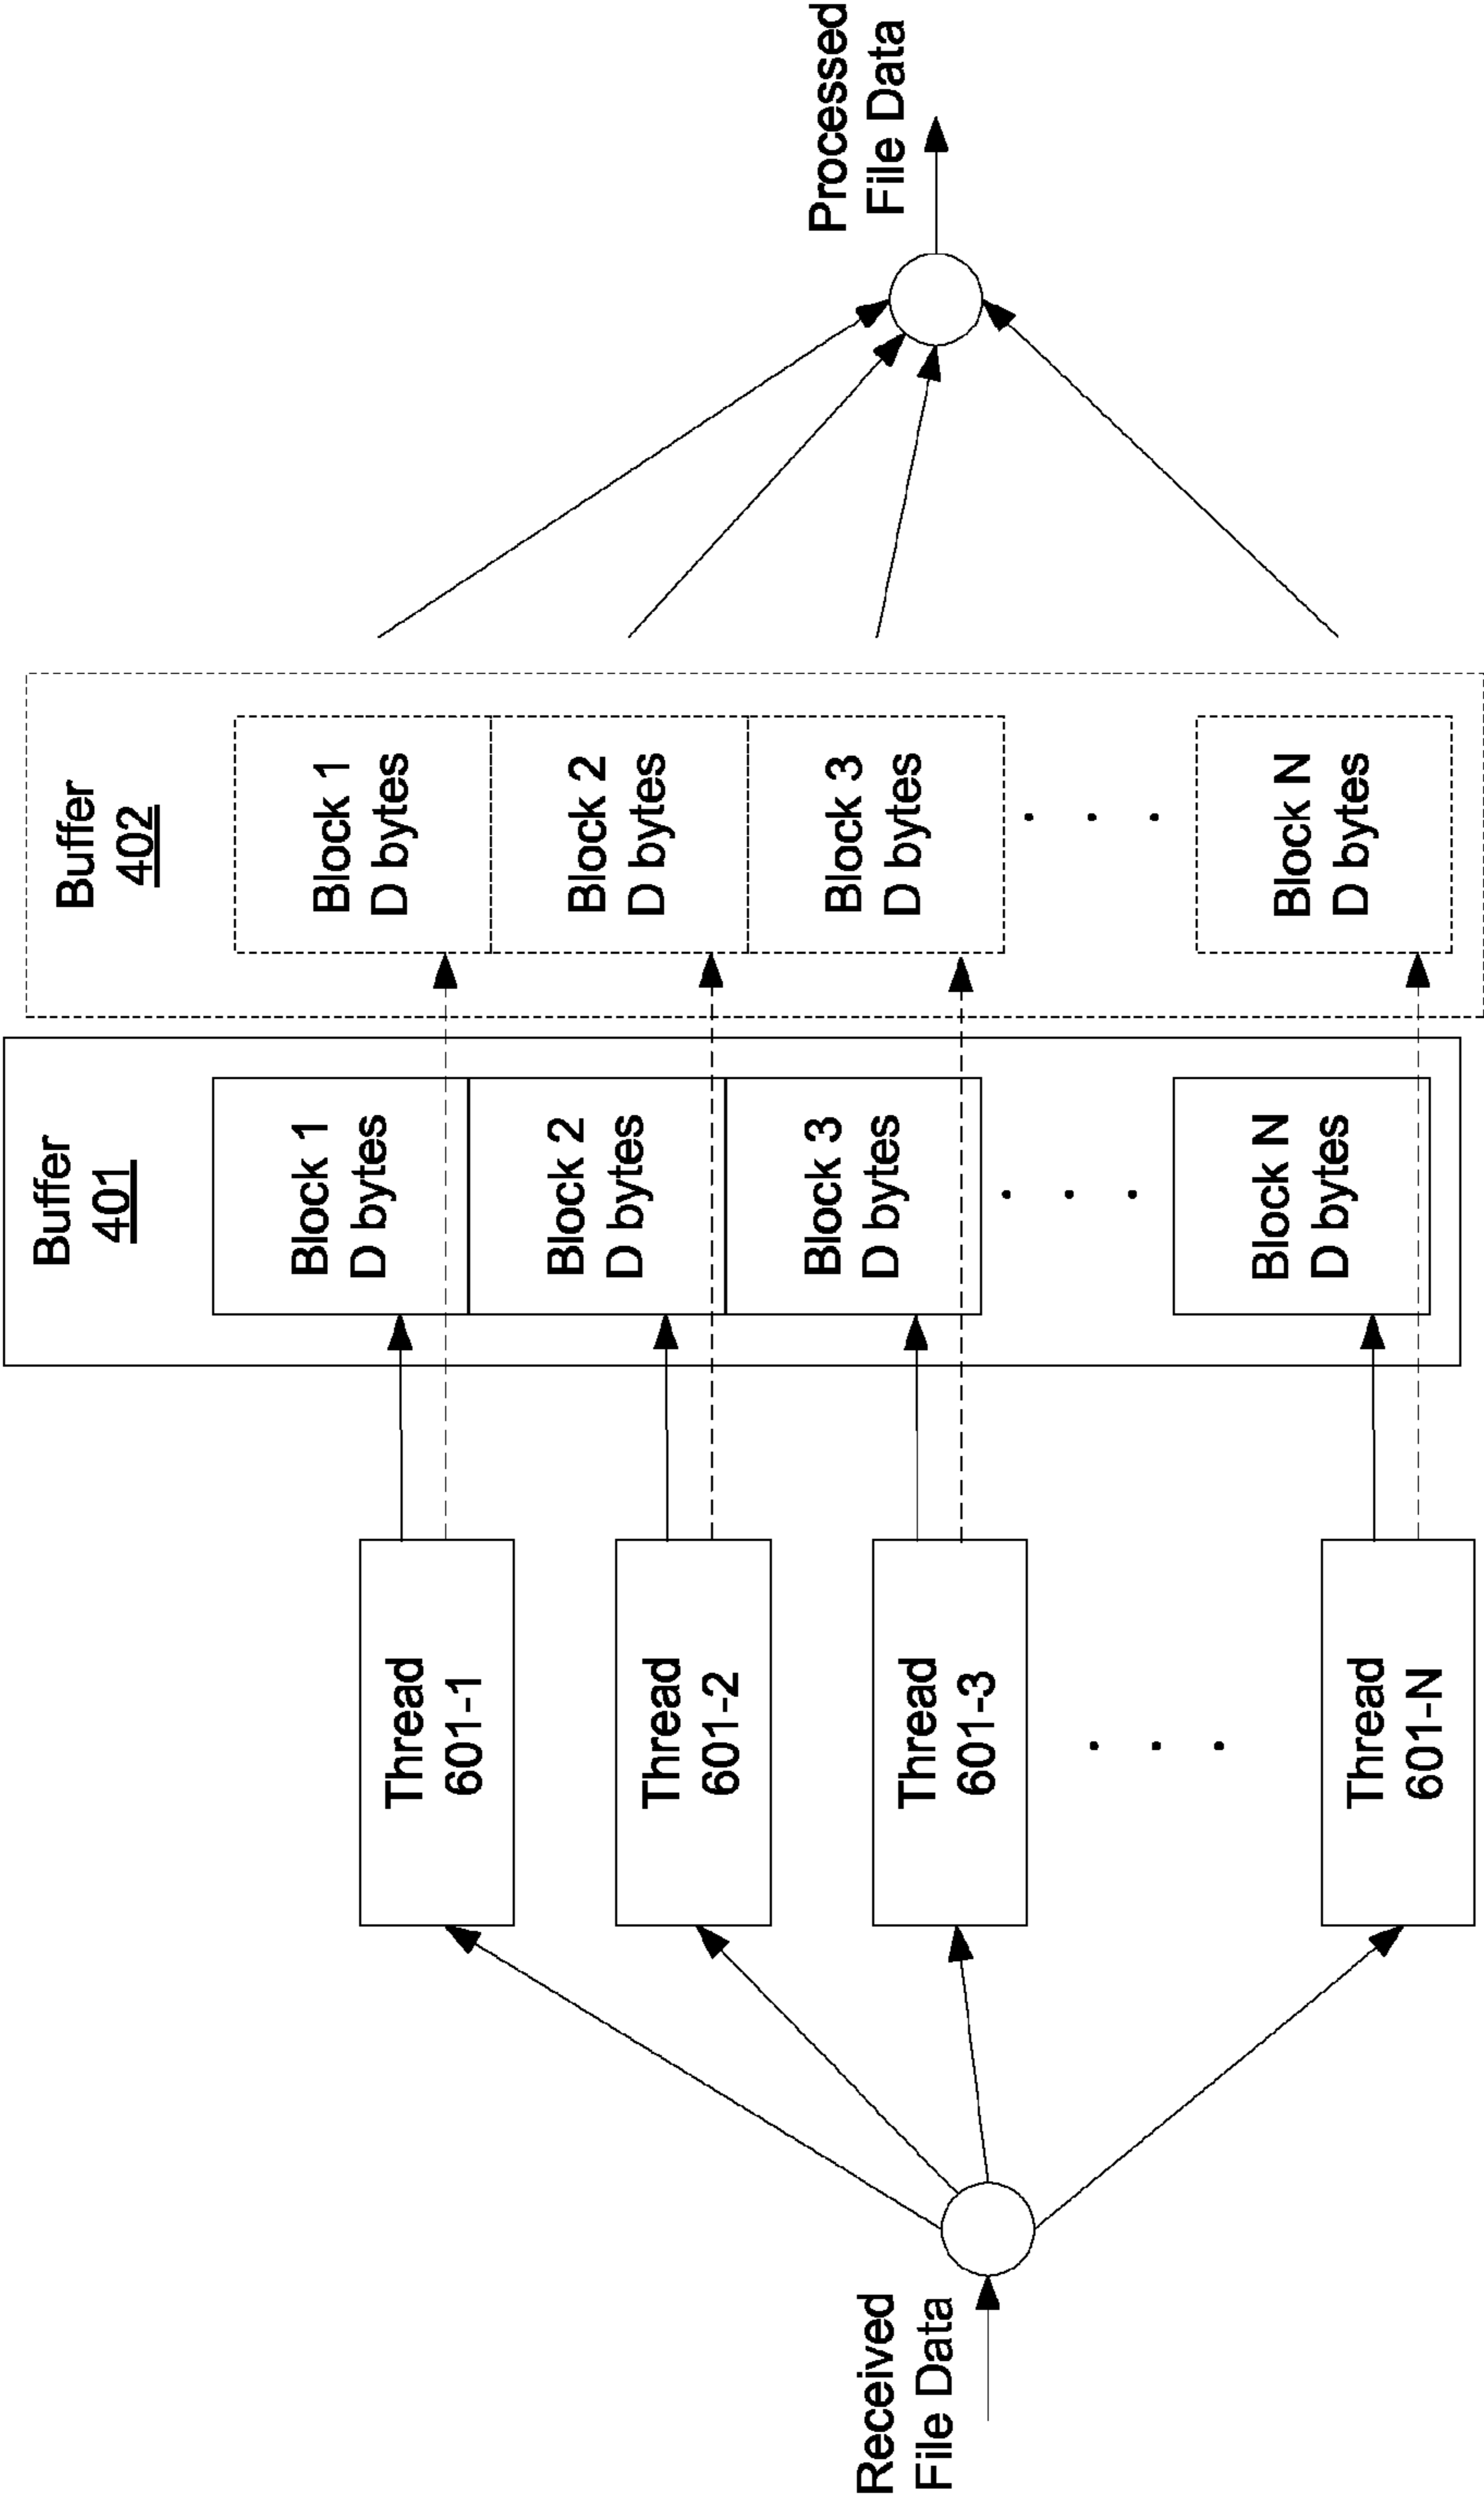 Received
File Data
Thread
601-1
Thread
601-2
Thread
601-3
Thread
601-N
Buffer
401
Block 1
D bytes
Block 2
D bytes
Block 3
D bytes
Block N
D bytes
Buffer
402
Block 1
D bytes
Block 2
D bytes
Block 3
D bytes
Block N
D bytes
Processed
File Data